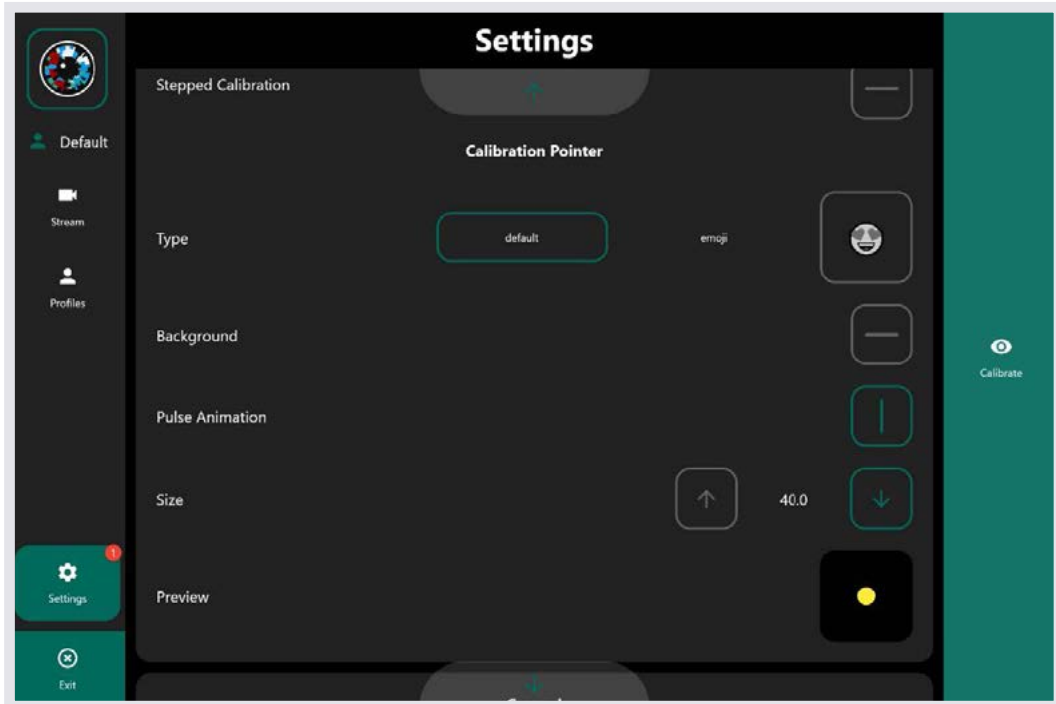 Settings
Stepped Calibration
Default
Calibration Pointer
Stream
Type
default
emoji
Profiles
Background
Calibrate
Pulse Animation
Size
40.0
1
Settings
Preview
Exit